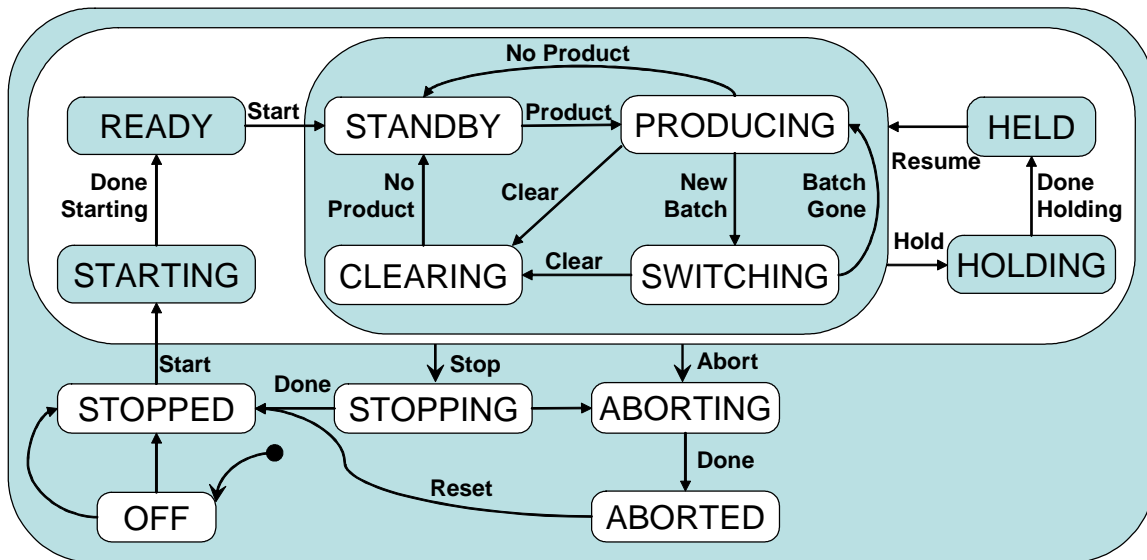 No Product
Start
READY
STANDBY
Product
PRODUCING
HELD
Resume
Done
Starting
No
Product
Clear
New
Batch
Batch
Gone
Done
Holding
Hold
STARTING
CLEARING
Clear
SWITCHING
HOLDING
Start
Stop
Abort
STOPPED
Done
STOPPING
ABORTING
Done
OFF
Reset
ABORTED